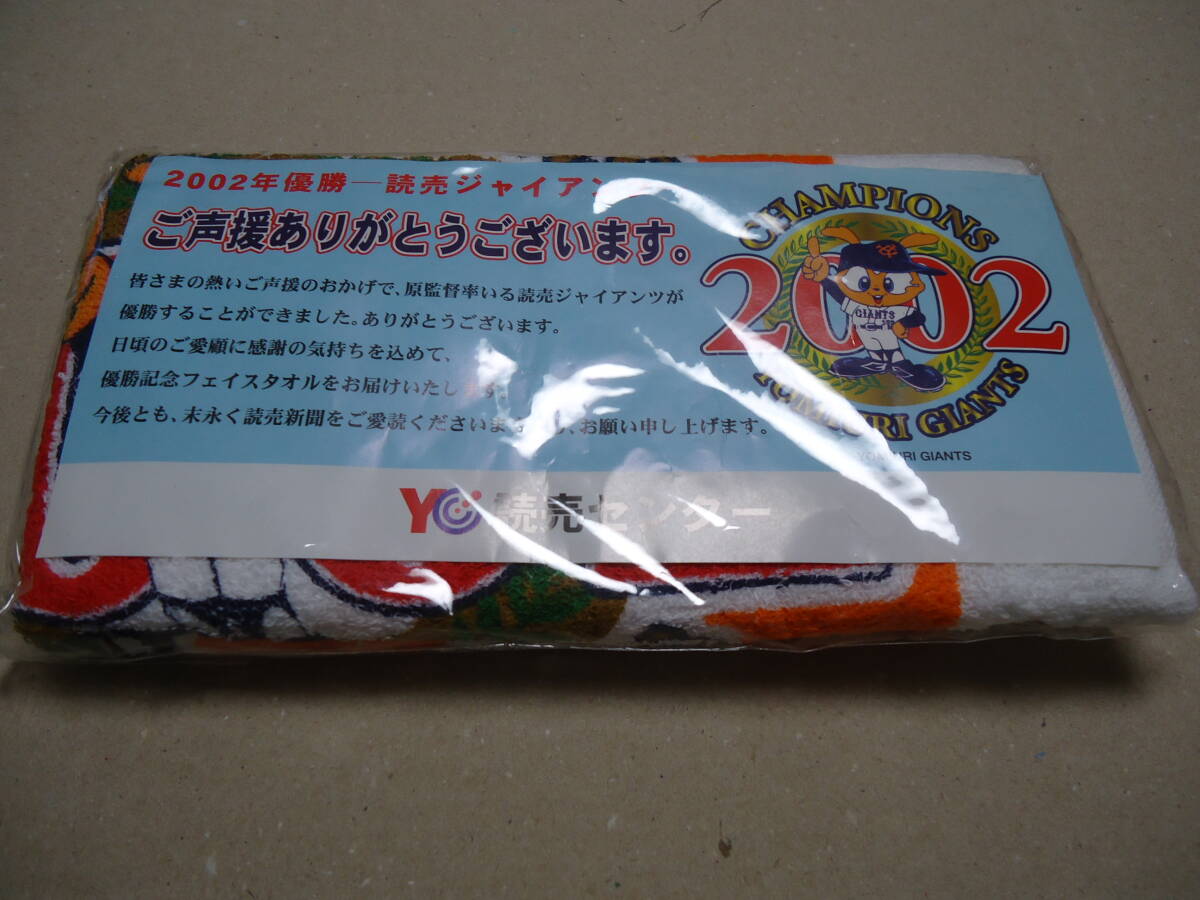 2002年優勝―読売ジャイアン
ご声援ありがとうございます。
皆さまの熱いご声援のおかげで、原監督率いる読売ジャイアンツが
優勝することができました。ありがとうございます。
日頃のご愛顧に感謝の気持ちを込めて、
優勝記念フェイスタオルをお届けいたします。
今後とも、末永く読売新聞をご愛読くださいますよう、お願い申し上げます。
CHAMPIONS
2002
GIANTS
YOMIURI GIANTS
YOMIURI GIANTS
YC 読売センター